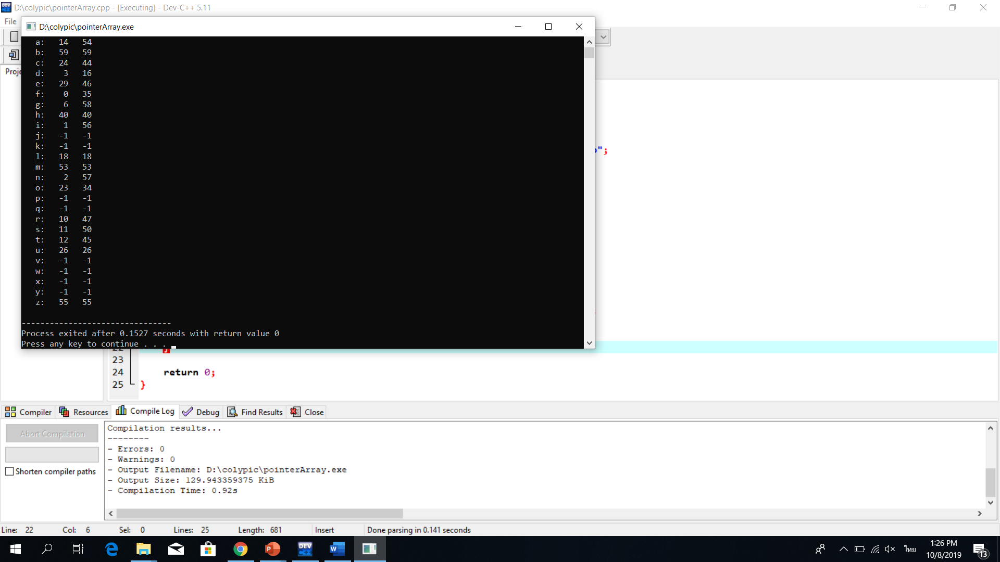 D:\colypic\pointerArray.cpp - [Executing] - Dev-C++ 5.11
File
D:\colypic\pointerArray.exe
a: 14 54
b: 59 59
c: 24 44
d: 3 16
e: 29 46
f: 0 35
g: 6 58
h: 40 40
i: 1 56
j: -1 -1
k: -1 -1
l: 18 18
m: 53 53
n: 2 57
o: 23 34
p: -1 -1
q: -1 -1
r: 10 47
s: 11 50
t: 12 45
u: 26 26
v: -1 -1
w: -1 -1
x: -1 -1
y: -1 -1
z: 55 55
--------------------------------
Process exited after 0.1527 seconds with return value 0
Press any key to continue . . .
";
22 }
23
24 return 0;
25 }
Compiler Resources Compile Log Debug Find Results Close
Abort Compilation
Shorten compiler paths
Compilation results...
--------
- Errors: 0
- Warnings: 0
- Output Filename: D:\colypic\pointerArray.exe
- Output Size: 129.943359375 KiB
- Compilation Time: 0.92s
Line: 22 Col: 6 Sel: 0 Lines: 25 Length: 681 Insert Done parsing in 0.141 seconds
DEV C++
ไทย
1:26 PM
10/8/2019
13